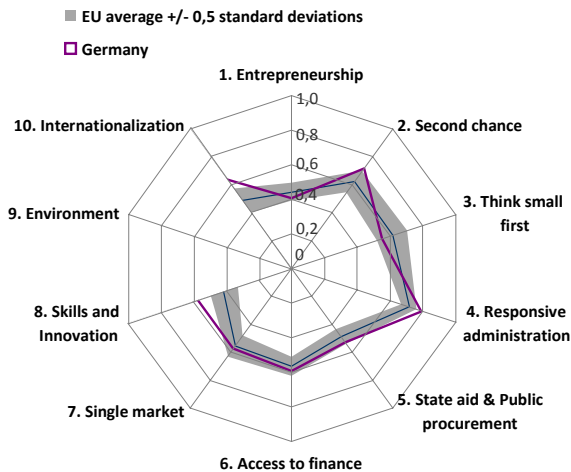 EU average +/- 0,5 standard deviations
Germany
1. Entrepreneurship
1,0
10. Internationalization
2. Second chance
0,8
0,6
9. Environment
3. Think small
first
0,4
0,2
0
8. Skills and
Innovation
4. Responsive
administration
7. Single market
5. State aid & Public
procurement
6. Access to finance